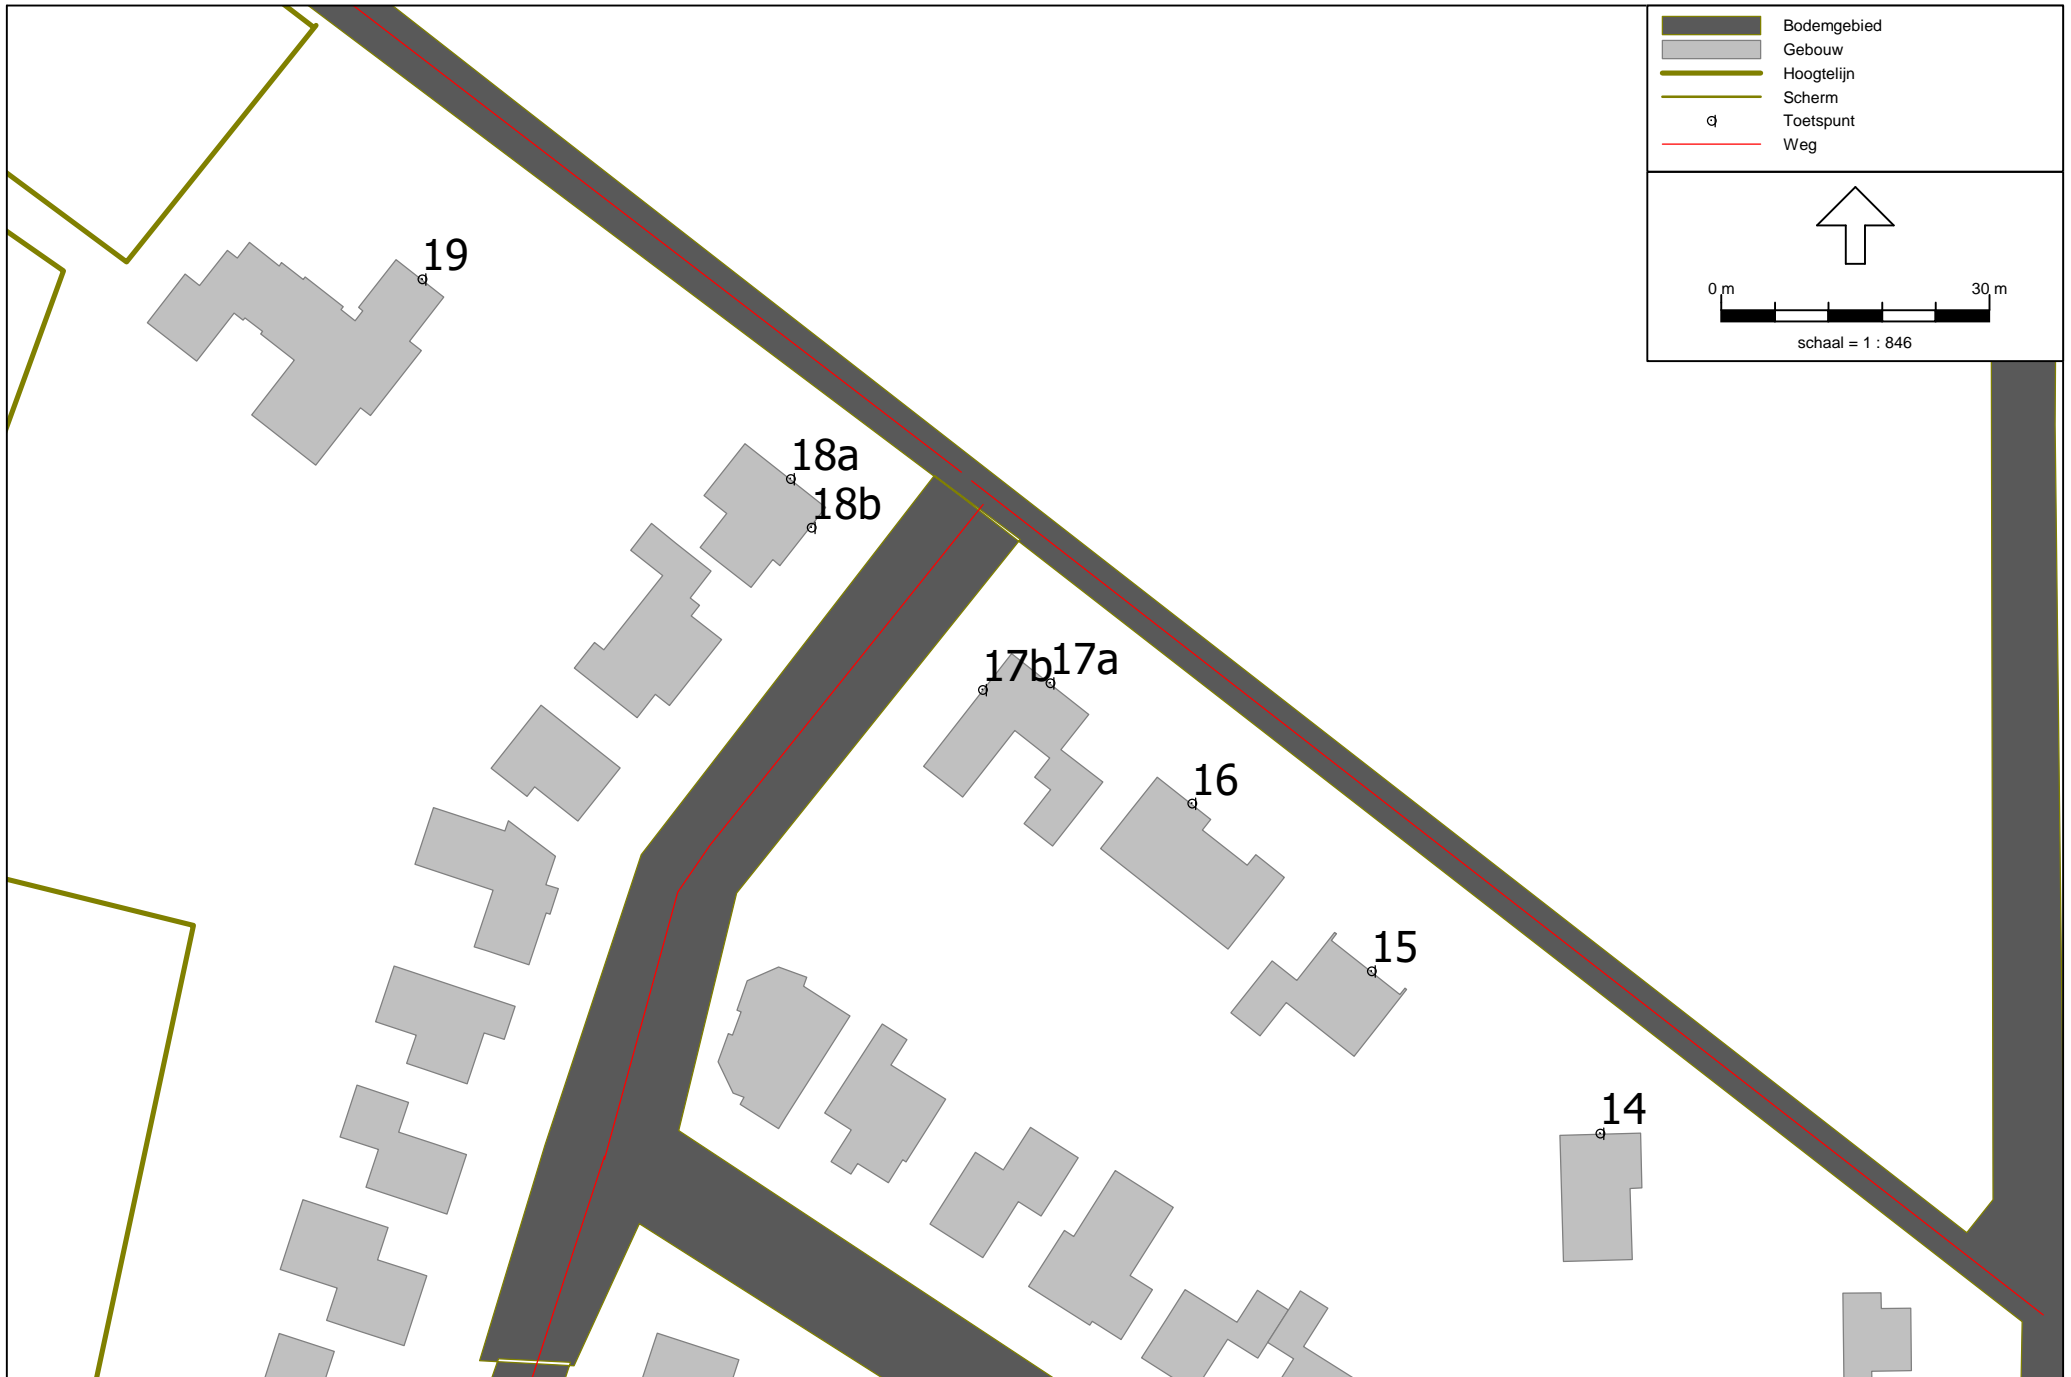 Bodemgebied
Gebouw
Hoogtelijn
Scherm
Toetspunt
Weg
0 m 30 m
schaal = 1 : 846
19
18a
18b
17b 17a
16
15
14